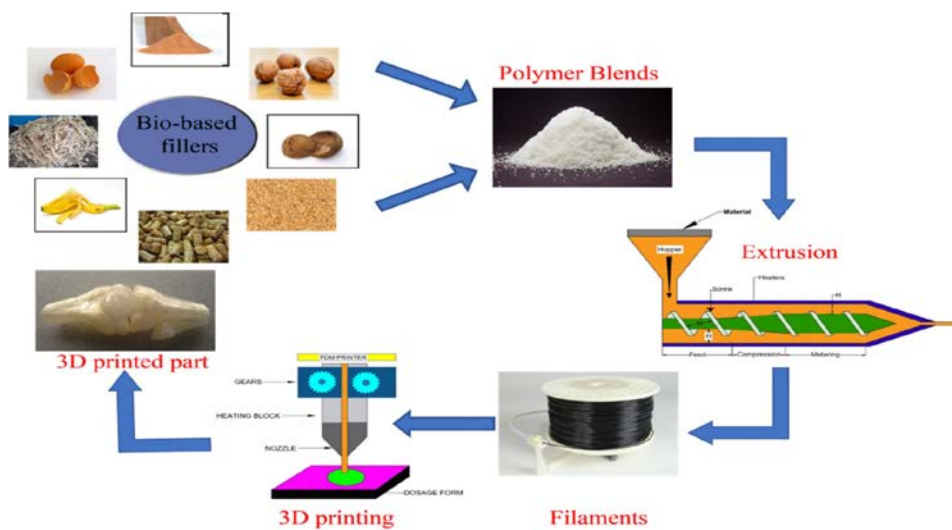 Bio-based
fillers
Polymer Blends
Material
Hopper
Extrusion
Heaters
Screw
H
H
Feed
Compression
Metering
Filaments
FDM PRINTER
GEARS
HEATING BLOCK
NOZZLE
DOSAGE FORM
3D printing
3D printed part